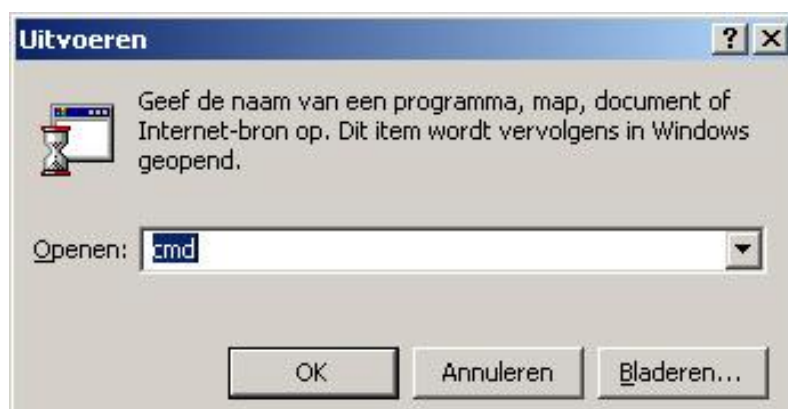 Uitvoeren
Geef de naam van een programma, map, document of
Internet-bron op. Dit item wordt vervolgens in Windows
geopend.
Openen: cmd
OK Annuleren Bladeren...